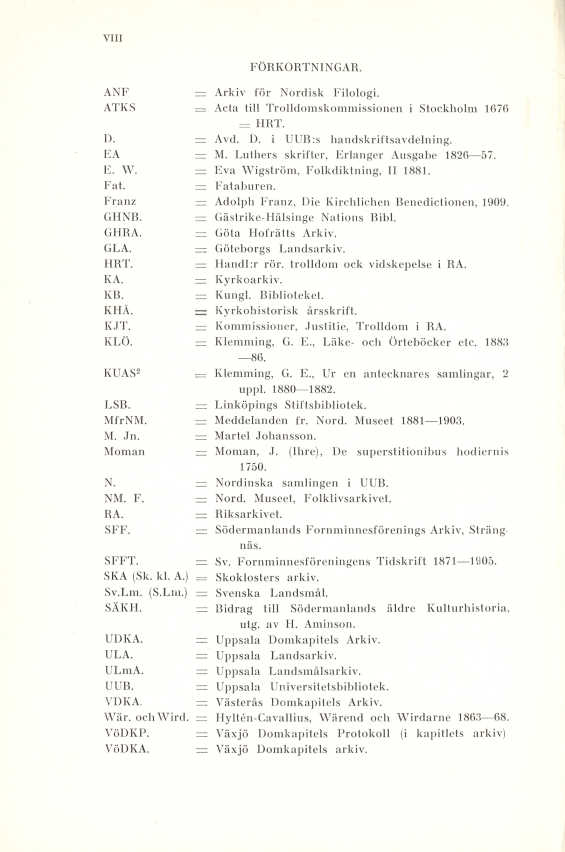 VIII
FÖRKORTNINGAR.
ANF = Arkiv för Nordisk Filologi.
ATKS = Acta till Trolldomskommissionen i Stockholm 1676
= HRT.
D. = Avd. D. i UUB:s handskriftsavdelning.
EA = M. Luthers skrifter, Erlanger Ausgabe 1826—57.
E. W. = Eva Wigström, Folkdiktning, II 1881.
Fat. = Fataburen.
Franz = Adolph Franz, Die Kirchlichen Benedictionen, 1909.
GHNB. = Gästrike-Hälsinge Nations Bibl.
GHRA. = Göta Hofrätts Arkiv.
GLA. = Göteborgs Landsarkiv.
HRT. = Handl:r rör. trolldom ock vidskepelse i RA.
KA. = Kyrkoarkiv.
KB. = Kungl. Biblioteket.
KHÅ. = Kyrkohistorisk årsskrift.
KJT. = Kommissioner, Justitie, Trolldom i RA.
KLÖ. = Klemming, G. E., Läke- och Örteböcker etc. 1883
—86.
KUAS² = Klemming, G. E., Ur en antecknares samlingar, 2
uppl. 1880—1882.
LSB. = Linköpings Stiftsbibliotek.
MfrNM. = Meddelanden fr. Nord. Museet 1881—1903.
M. Jn. = Martel Johansson.
Moman = Moman, J. (Ihre), De superstitionibus hodiernis
1750.
N. = Nordinska samlingen i UUB.
NM. F. = Nord. Museet, Folklivsarkivet.
RA. = Riksarkivet.
SFF. = Södermanlands Fornminnesförenings Arkiv, Sträng-
näs.
SFFT. = Sv. Fornminnesföreningens Tidskrift 1871—1905.
SKA (Sk. kl. A.) = Skoklosters arkiv.
Sv.Lm. (S.Lm.) = Svenska Landsmål.
SÄKH. = Bidrag till Södermanlands äldre Kulturhistoria,
utg. av H. Aminson.
UDKA. = Uppsala Domkapitels Arkiv.
ULA. = Uppsala Landsarkiv.
ULmA. = Uppsala Landsmålsarkiv.
UUB. = Uppsala Universitetsbibliotek.
VDKA. = Västerås Domkapitels Arkiv.
Wär. och Wird. = Hyltén-Cavallius, Wärend och Wirdarne 1863—68.
VöDKP. = Växjö Domkapitels Protokoll (i kapitlets arkiv)
VöDKA. = Växjö Domkapitels arkiv.